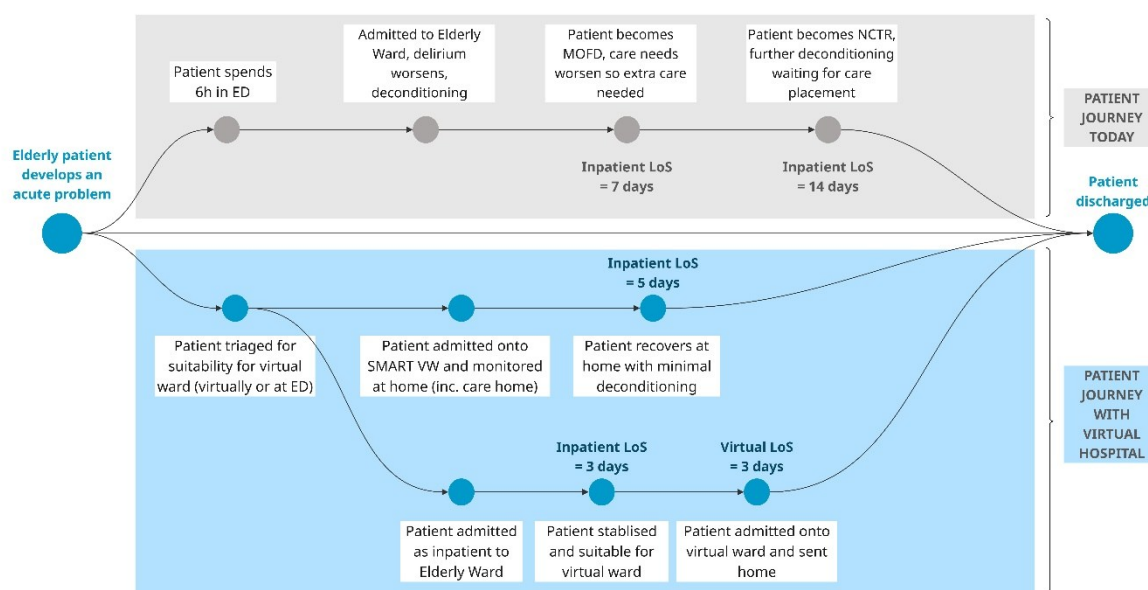 Elderly patient
develops an
acute problem
Patient spends
6h in ED
Admitted to Elderly
Ward, delirium
worsens,
deconditioning
Patient becomes
MOFD, care needs
worsen so extra care
needed
Patient becomes NCTR,
further deconditioning
waiting for care
placement
Inpatient LoS
= 7 days
Inpatient LoS
= 14 days
PATIENT
JOURNEY
TODAY
Patient
discharged
Inpatient LoS
= 5 days
Patient triaged for
suitability for virtual
ward (virtually or at ED)
Patient admitted onto
SMART VW and monitored
at home (inc. care home)
Patient recovers at
home with minimal
deconditioning
Inpatient LoS
= 3 days
Virtual LoS
= 3 days
Patient admitted
as inpatient to
Elderly Ward
Patient stablised
and suitable for
virtual ward
Patient admitted onto
virtual ward and sent
home
PATIENT
JOURNEY
WITH
VIRTUAL
HOSPITAL